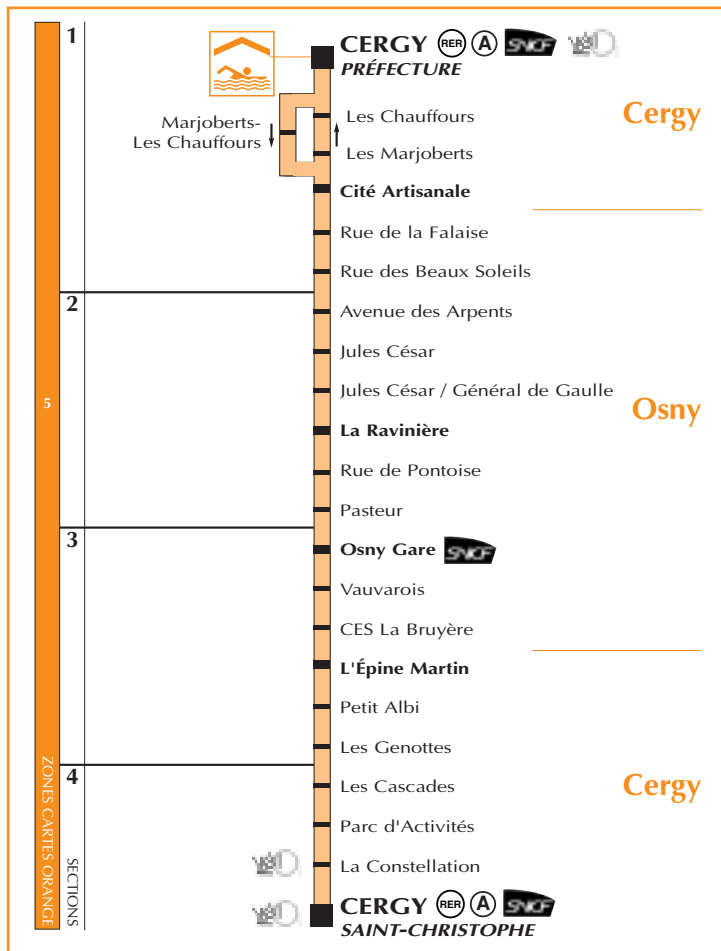 1
CERGY RER A SNCF
PRÉFECTURE
Les Chauffours
Cergy
Marjoberts-
Les Chauffours
Les Marjoberts
Cité Artisanale
Rue de la Falaise
Rue des Beaux Soleils
2
Avenue des Arpents
Jules César
5
Jules César / Général de Gaulle
Osny
La Ravinière
Rue de Pontoise
Pasteur
3
Osny Gare SNCF
Vauvarois
CES La Bruyère
L'Épine Martin
Petit Albi
Les Genottes
4
Les Cascades
Cergy
Parc d'Activités
La Constellation
ZONES CARTES ORANGE
SECTIONS
CERGY RER A SNCF
SAINT-CHRISTOPHE